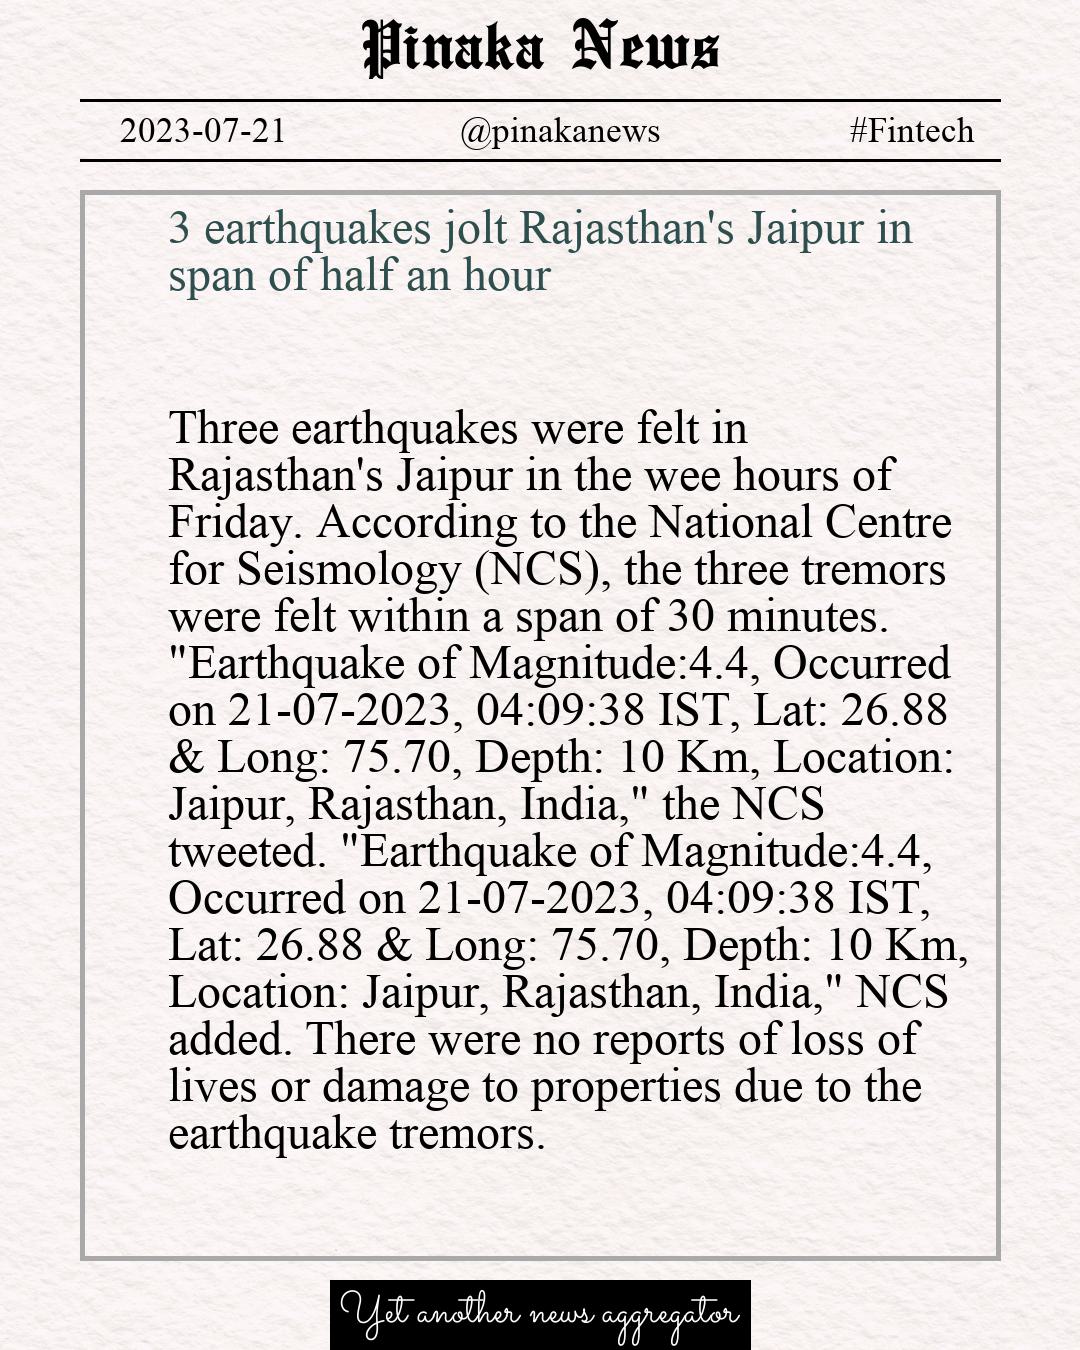 Pinaka News
2023-07-21 @pinakanews #Fintech
3 earthquakes jolt Rajasthan's Jaipur in
span of half an hour
Three earthquakes were felt in
Rajasthan's Jaipur in the wee hours of
Friday. According to the National Centre
for Seismology (NCS), the three tremors
were felt within a span of 30 minutes.
"Earthquake of Magnitude:4.4, Occurred
on 21-07-2023, 04:09:38 IST, Lat: 26.88
& Long: 75.70, Depth: 10 Km, Location:
Jaipur, Rajasthan, India," the NCS
tweeted. "Earthquake of Magnitude:4.4,
Occurred on 21-07-2023, 04:09:38 IST,
Lat: 26.88 & Long: 75.70, Depth: 10 Km,
Location: Jaipur, Rajasthan, India," NCS
added. There were no reports of loss of
lives or damage to properties due to the
earthquake tremors.
Yet another news aggregator